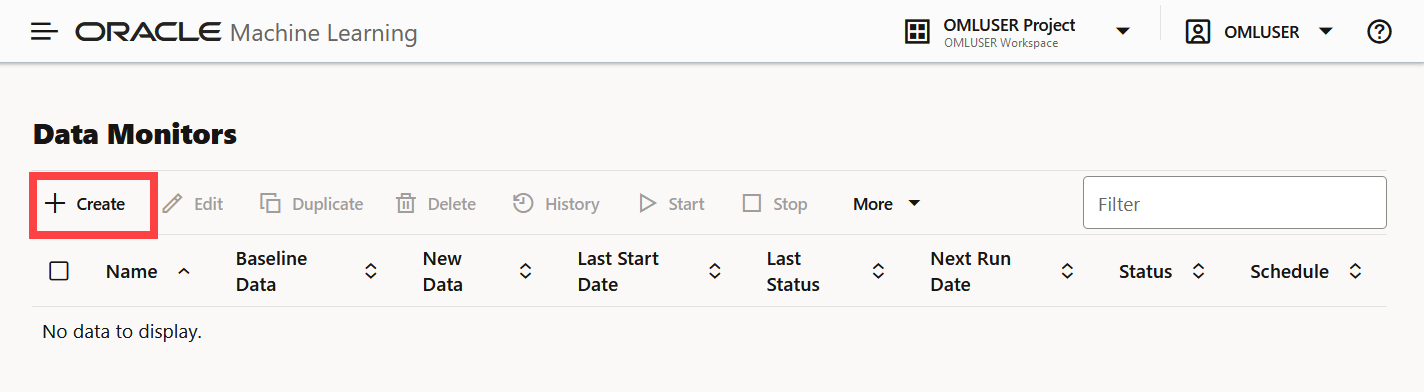 ORACLE Machine Learning
OMLUSER Project
OMLUSER Workspace
OMLUSER
Data Monitors
Create Edit Duplicate Delete History Start Stop More Filter
Name Baseline Data New Data Last Start Date Last Status Next Run Date Status Schedule
No data to display.